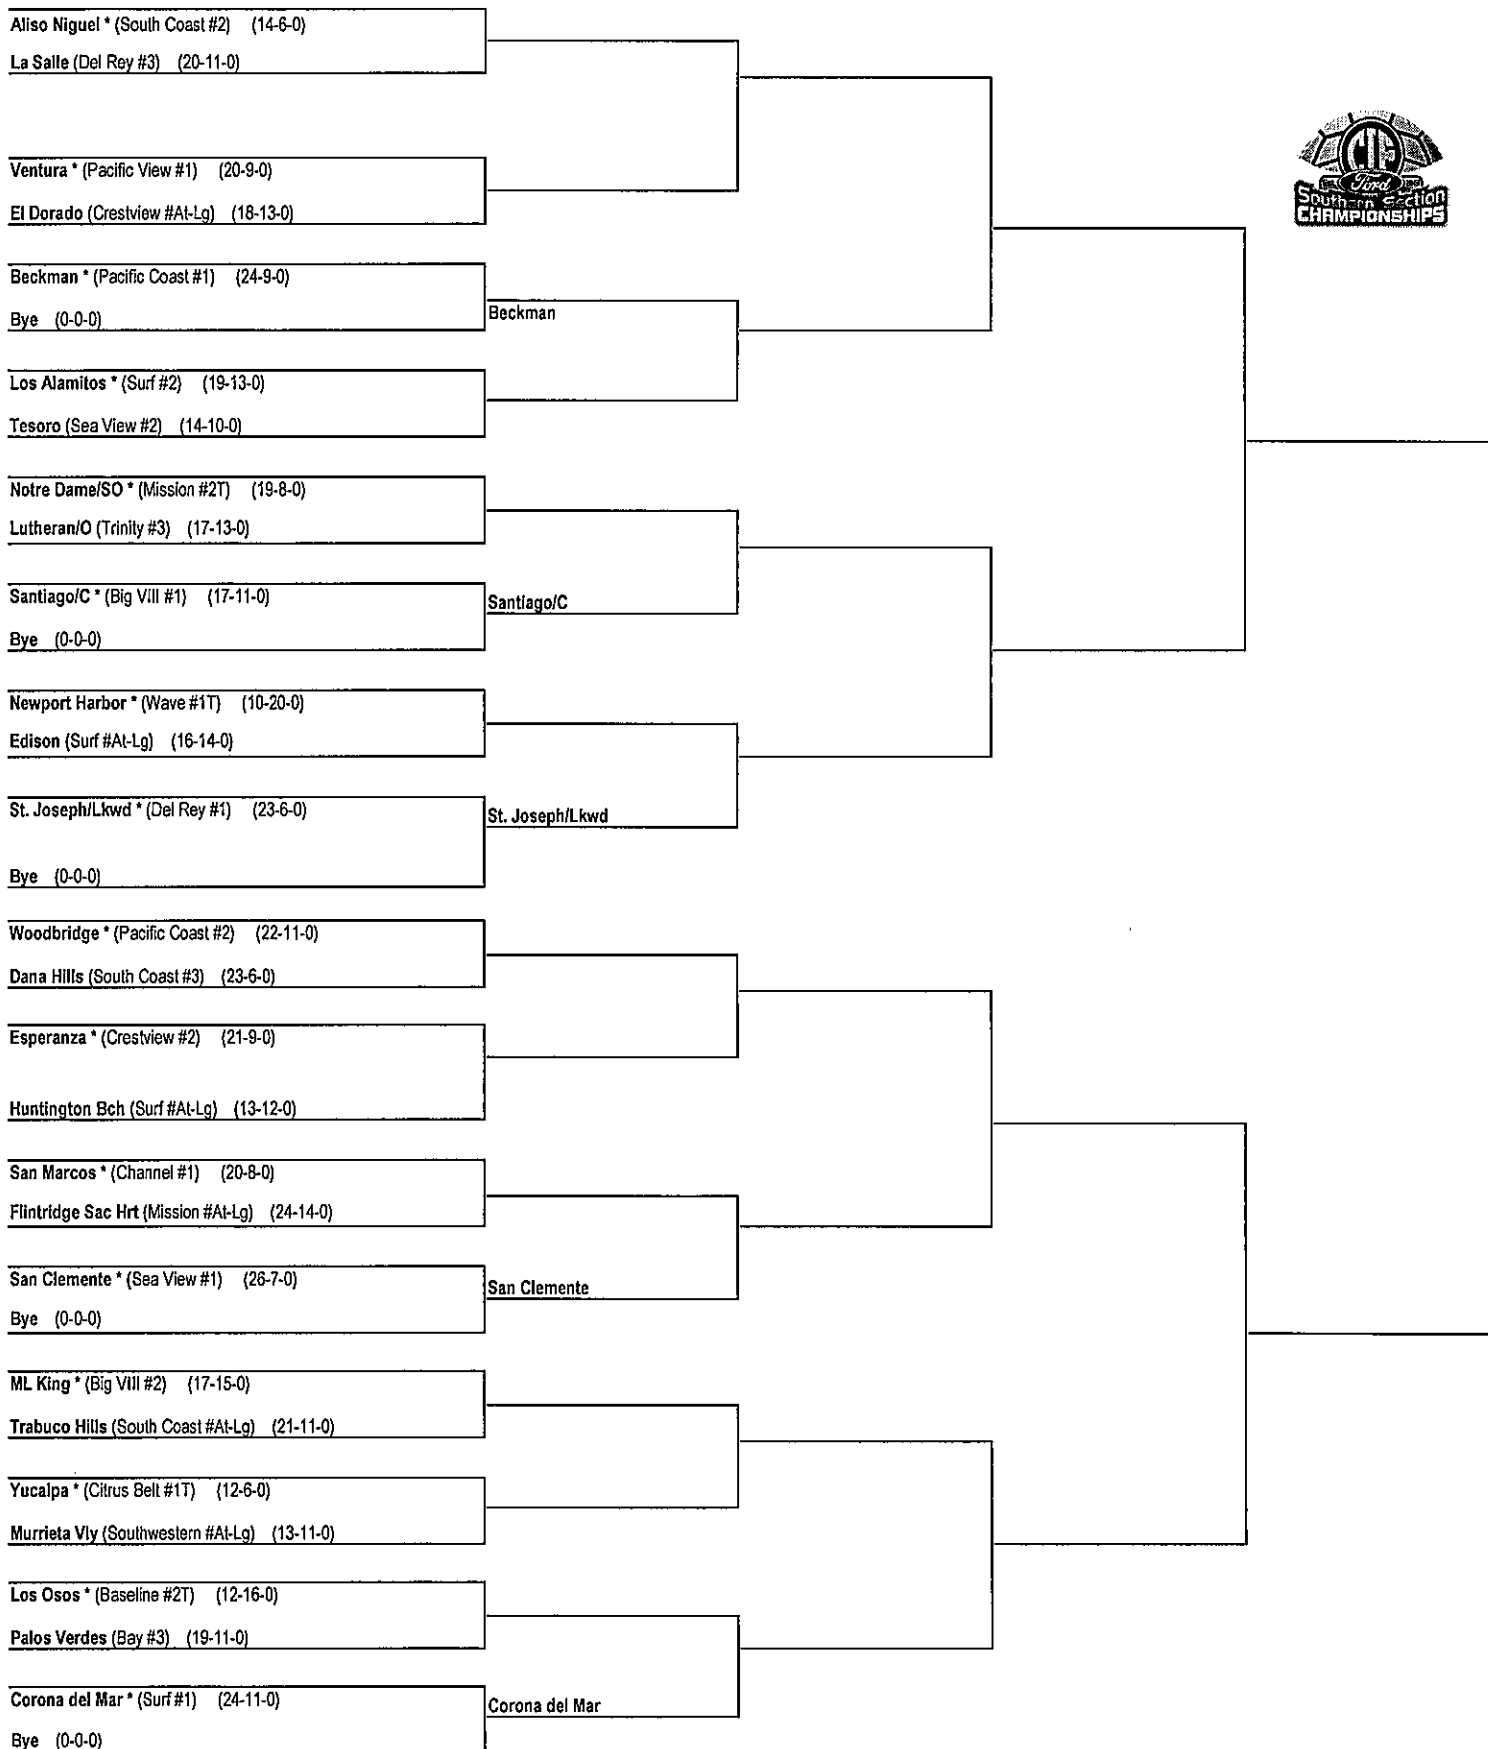 Aliso Niguel * (South Coast #2) (14-6-0)
La Salle (Del Rey #3) (20-11-0)
CIF
Ford
Southern Section
CHAMPIONSHIPS
Ventura * (Pacific View #1) (20-9-0)
El Dorado (Crestview #At-Lg) (18-13-0)
Beckman * (Pacific Coast #1) (24-9-0)
Beckman
Bye (0-0-0)
Los Alamitos * (Surf #2) (19-13-0)
Tesoro (Sea View #2) (14-10-0)
Notre Dame/SO * (Mission #2T) (19-8-0)
Lutheran/O (Trinity #3) (17-13-0)
Santiago/C * (Big VIII #1) (17-11-0)
Santiago/C
Bye (0-0-0)
Newport Harbor * (Wave #1T) (10-20-0)
Edison (Surf #At-Lg) (16-14-0)
St. Joseph/Lkwd * (Del Rey #1) (23-6-0)
St. Joseph/Lkwd
Bye (0-0-0)
Woodbridge * (Pacific Coast #2) (22-11-0)
Dana Hills (South Coast #3) (23-6-0)
Esperanza * (Crestview #2) (21-9-0)
Huntington Bch (Surf #At-Lg) (13-12-0)
San Marcos * (Channel #1) (20-8-0)
Flintridge Sac Hrt (Mission #At-Lg) (24-14-0)
San Clemente * (Sea View #1) (26-7-0)
San Clemente
Bye (0-0-0)
ML King * (Big VIII #2) (17-15-0)
Trabuco Hills (South Coast #At-Lg) (21-11-0)
Yucaipa * (Citrus Belt #1T) (12-6-0)
Murrieta Vly (Southwestern #At-Lg) (13-11-0)
Los Osos * (Baseline #2T) (12-16-0)
Palos Verdes (Bay #3) (19-11-0)
Corona del Mar * (Surf #1) (24-11-0)
Corona del Mar
Bye (0-0-0)